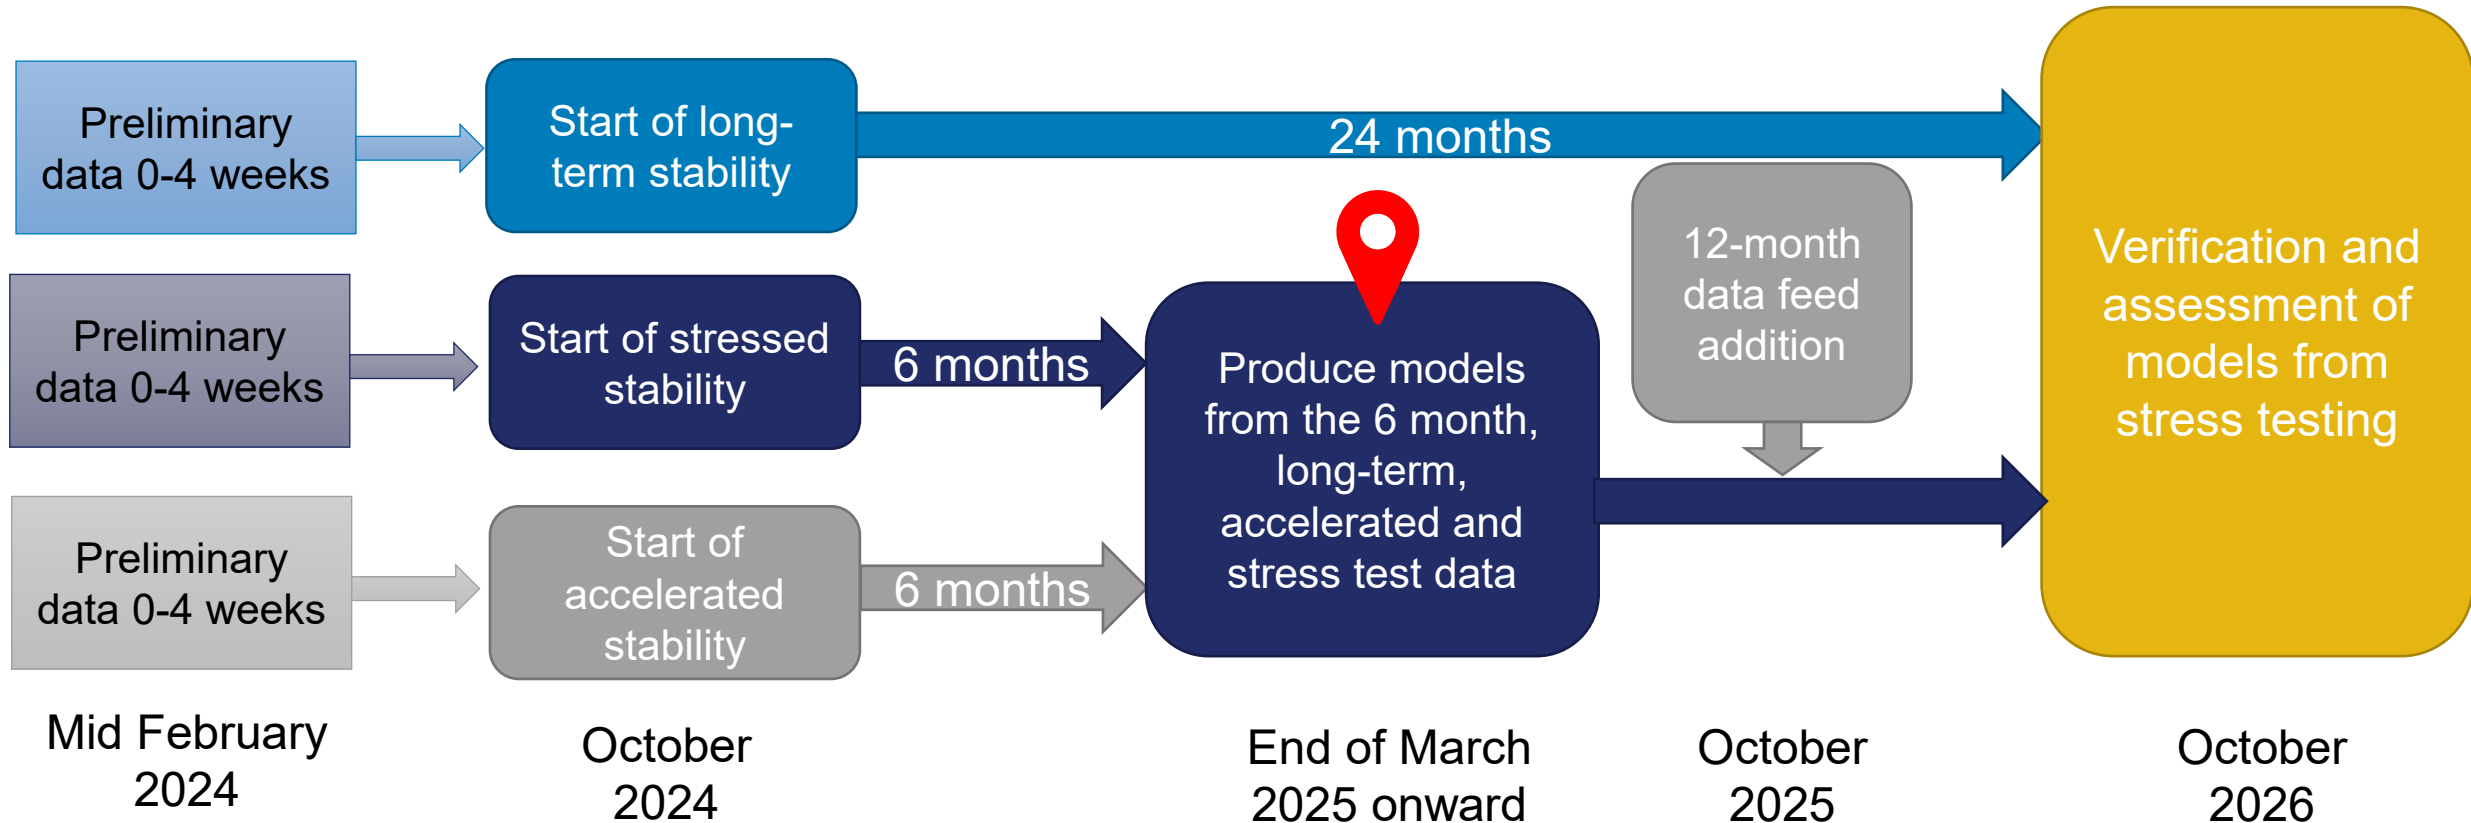 Preliminary
data 0-4 weeks
Start of long-
term stability
24 months
Preliminary
data 0-4 weeks
Start of stressed
stability
6 months
Preliminary
data 0-4 weeks
Start of
accelerated
stability
6 months
Produce models
from the 6 month,
long-term,
accelerated and
stress test data
12-month
data feed
addition
Verification and
assessment of
models from
stress testing
Mid February
2024
October
2024
End of March
2025 onward
October
2025
October
2026